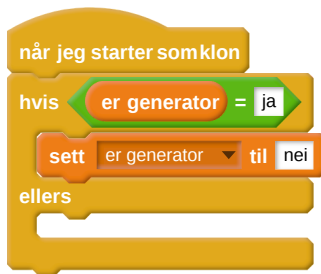 når jeg starter som klon
hvis er generator = ja
sett er generator til nei
ellers